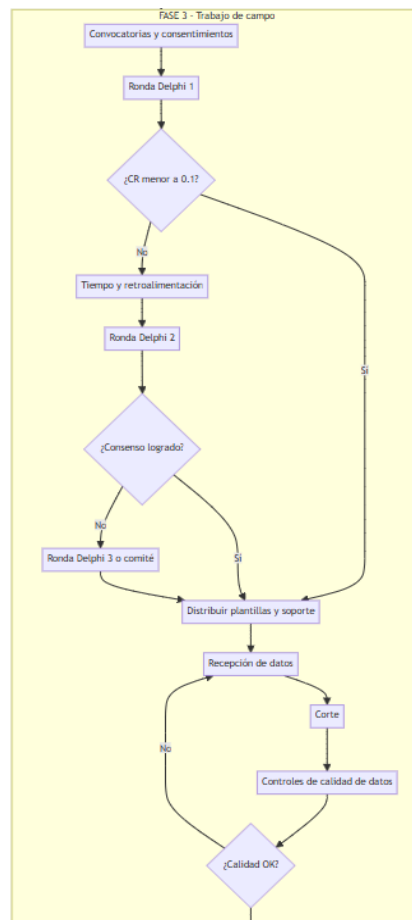 FASE 3 - Trabajo de campo
Convocatorias y consentimientos
Ronda Delphi 1
¿CR menor a 0.1?
No
Tiempo y retroalimentación
Ronda Delphi 2
Sí
¿Consenso logrado?
No
Sí
Ronda Delphi 3 o comité
Distribuir plantillas y soporte
Recepción de datos
Corte
No
Controles de calidad de datos
¿Calidad OK?